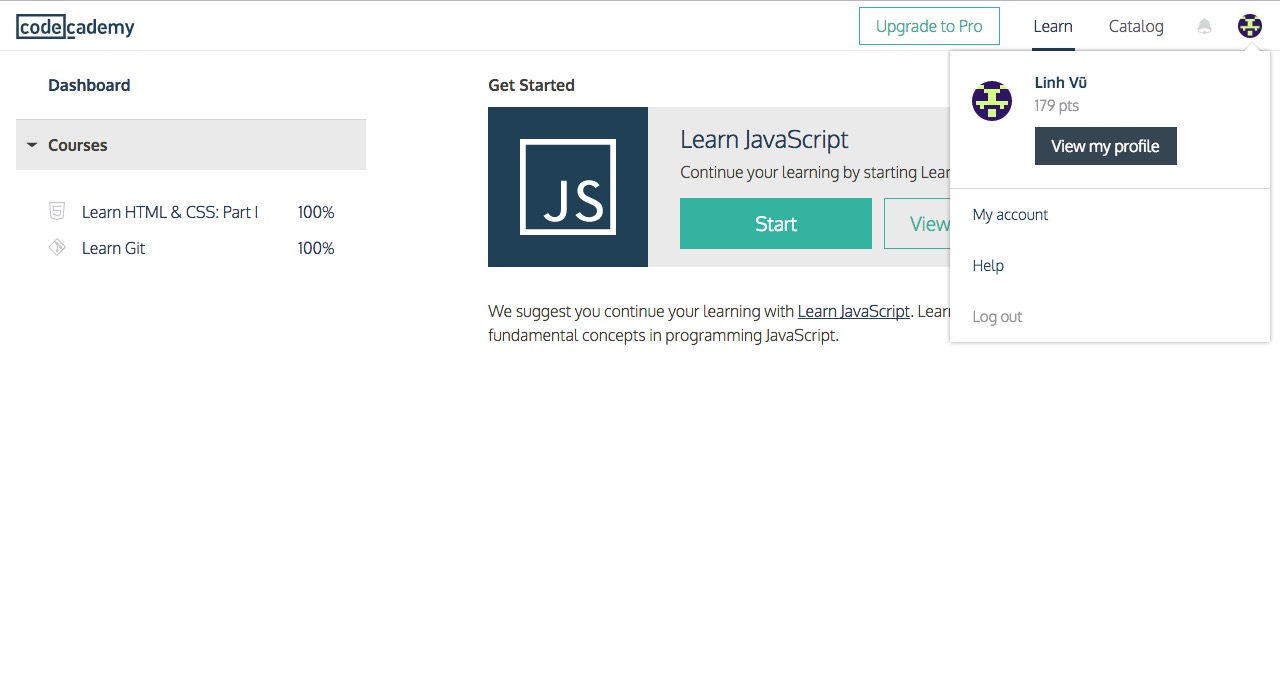 codecademy
Upgrade to Pro
Learn
Catalog
Dashboard
Courses
Learn HTML & CSS: Part I 100%
Learn Git 100%
Get Started
JS
Learn JavaScript
Continue your learning by starting Lear
Start
View
We suggest you continue your learning with Learn JavaScript. Learn
fundamental concepts in programming JavaScript.
Linh Vũ
179 pts
View my profile
My account
Help
Log out